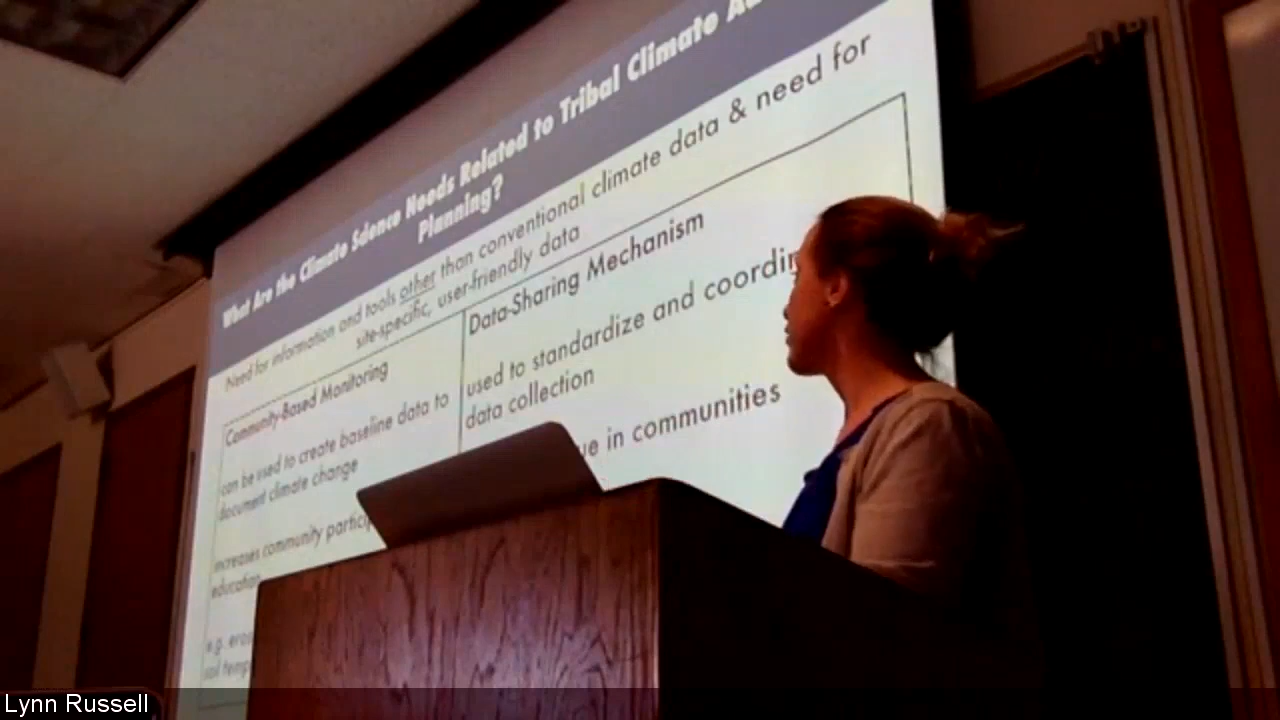 What Are the Climate Science Needs Related to Tribal Climate
Planning?
Need for information and tools other than conventional climate data & need for
site-specific, user-friendly data
Community-Based Monitoring
can be used to create baseline data to
document climate change
increases community
education
e.g.
soil
Data-Sharing Mechanism
used to standardize and
data collection
in communities
Lynn Russell